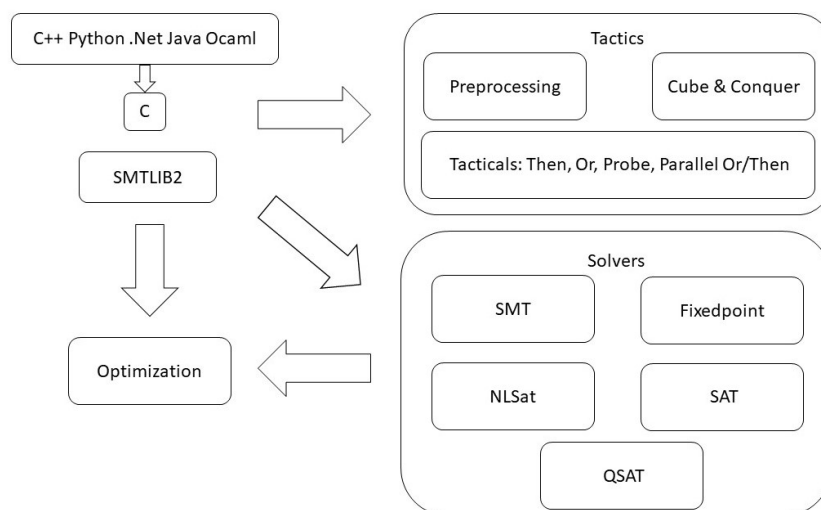 C++ Python .Net Java Ocaml
C
SMTLIB2
Optimization
Tactics
Preprocessing
Cube & Conquer
Tacticals: Then, Or, Probe, Parallel Or/Then
Solvers
SMT
Fixedpoint
NLSat
SAT
QSAT